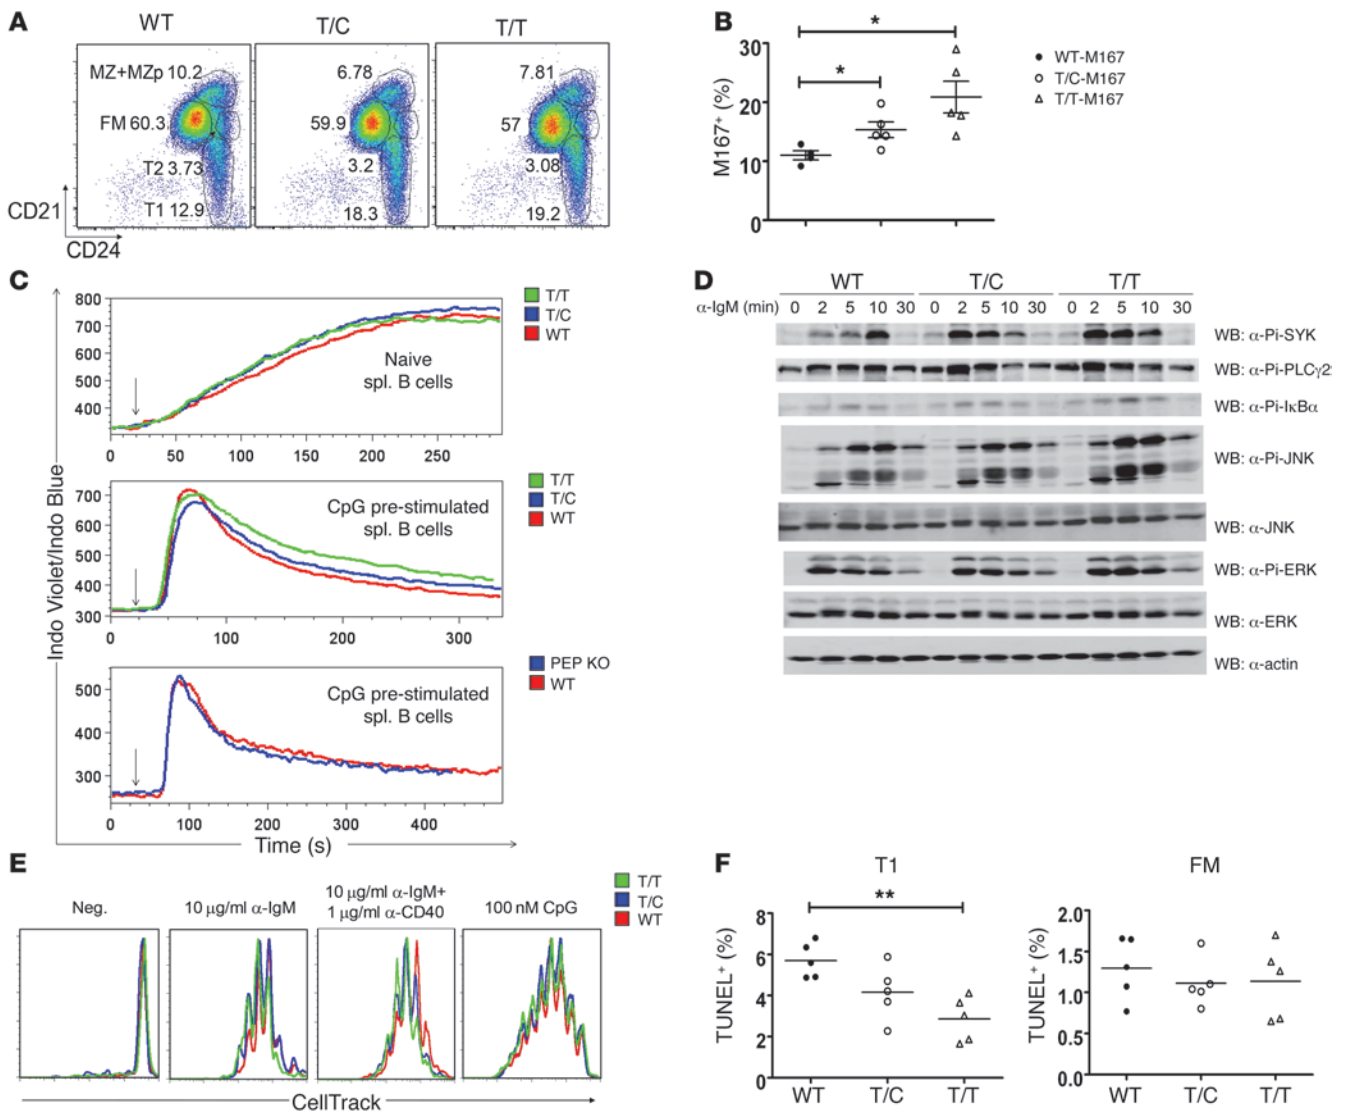 A
WT
T/C
T/T
MZ+MZp 10.2
6.78
7.81
FM 60.3
59.9
57
T2 3.73
3.2
3.08
T1 12.9
18.3
19.2
CD21
CD24
B
M167+ (%)
30
20
10
0
*
*
WT-M167
T/C-M167
T/T-M167
C
Indo Violet/Indo Blue
800
700
600
500
400
0 50 100 150 200 250
Naive
spl. B cells
T/T
T/C
WT
700
600
500
400
300
0 100 200 300
CpG pre-stimulated
spl. B cells
T/T
T/C
WT
500
400
300
0 100 200 300 400
CpG pre-stimulated
spl. B cells
PEP KO
WT
Time (s)
D
WT T/C T/T
α-IgM (min) 0 2 5 10 30 0 2 5 10 30 0 2 5 10 30
WB: α-Pi-SYK
WB: α-Pi-PLCγ2
WB: α-Pi-IκBα
WB: α-Pi-JNK
WB: α-JNK
WB: α-Pi-ERK
WB: α-ERK
WB: α-actin
E
Neg.
10 μg/ml α-IgM
10 μg/ml α-IgM+
1 μg/ml α-CD40
100 nM CpG
T/T
T/C
WT
CellTrack
F
T1
**
TUNEL+ (%)
8
6
4
2
0
WT T/C T/T
FM
TUNEL+ (%)
2.0
1.5
1.0
0.5
0.0
WT T/C T/T